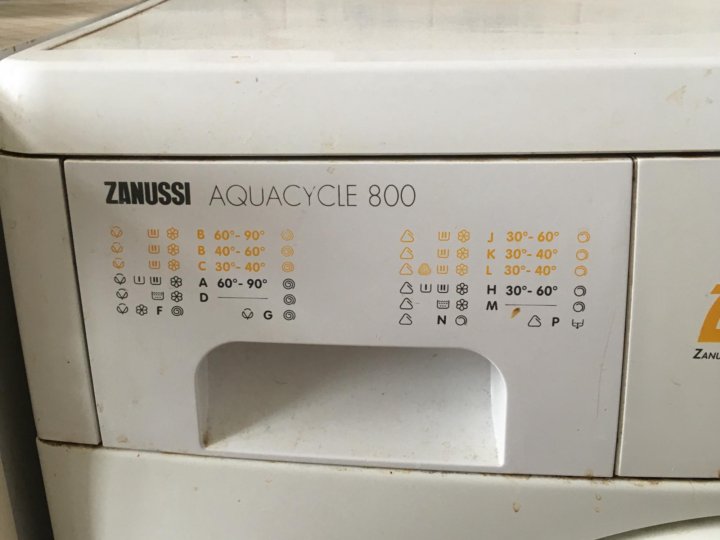 ZANUSSI AQUACYCLE 800
B 60°- 90°
B 40°- 60°
C 30°- 40°
A 60°- 90°
D
F G
J 30°- 60°
K 30°- 40°
L 30°- 40°
H 30°- 60°
M
N P
ZANU